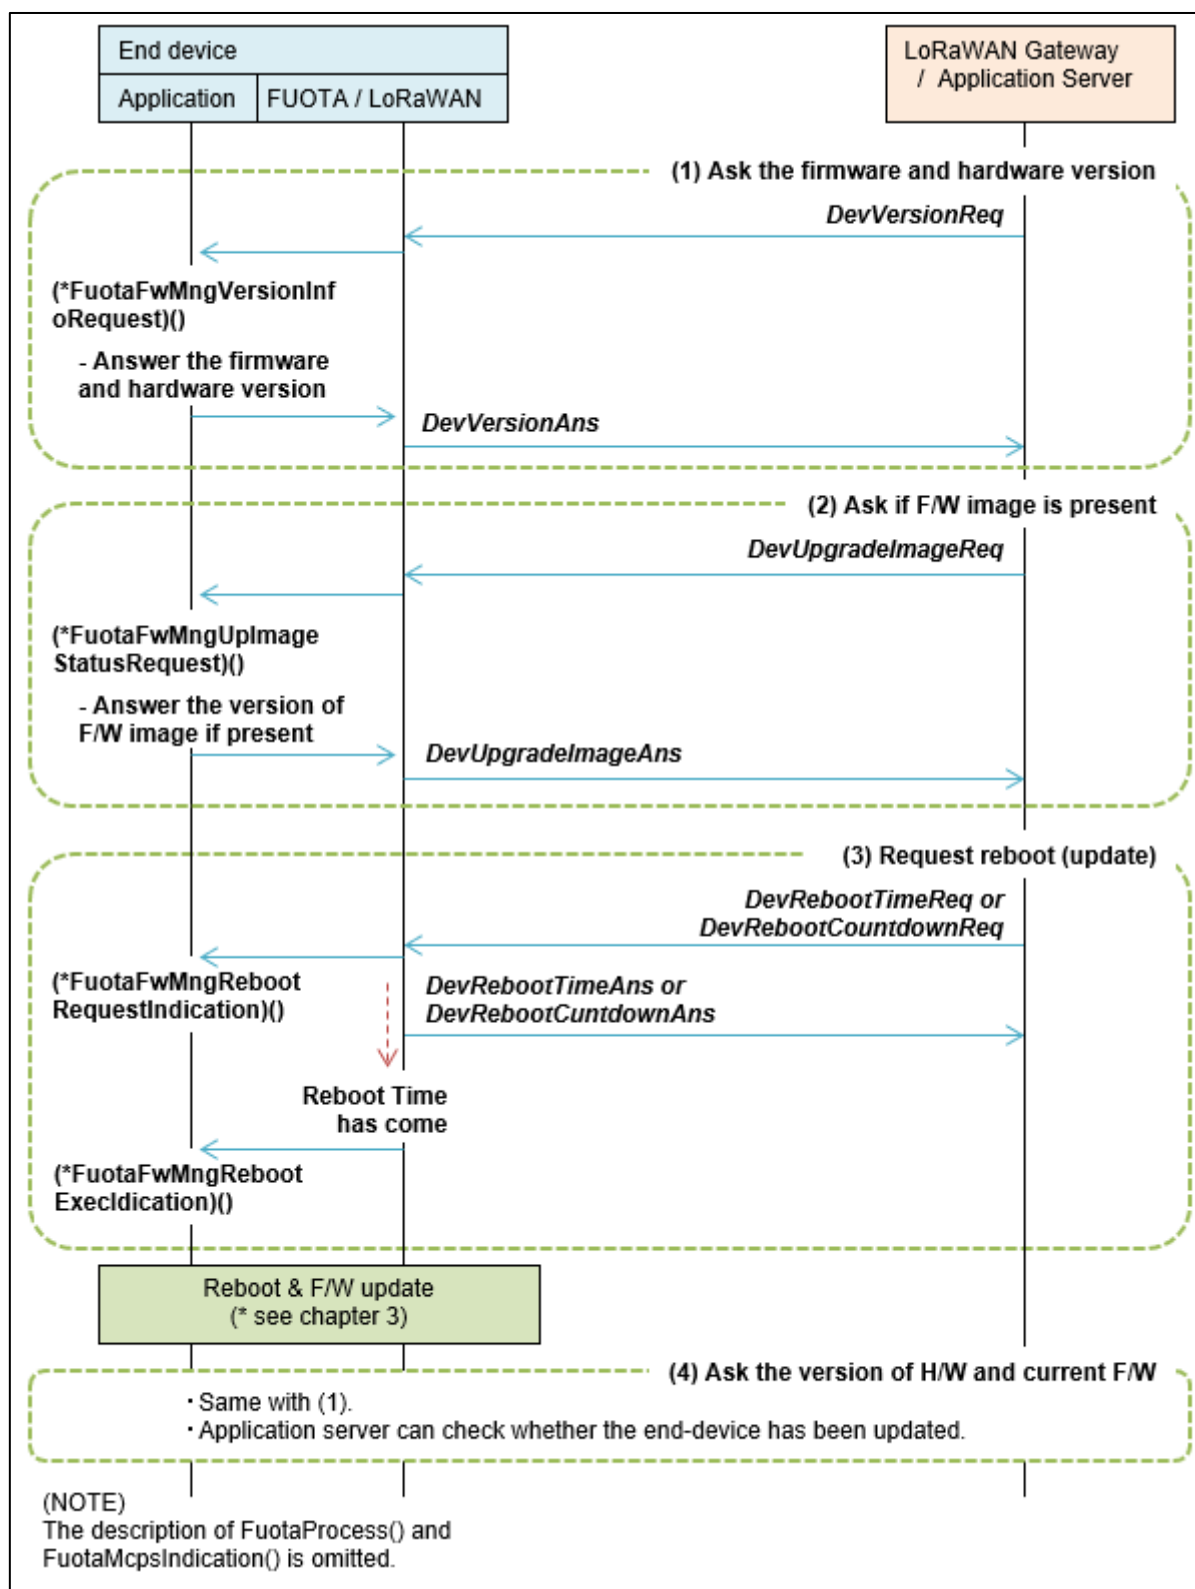 End device
Application
FUOTA / LoRaWAN
LoRaWAN Gateway
/ Application Server
(1) Ask the firmware and hardware version
DevVersionReq
(*FuotaFwMngVersionInf
oRequest)()
- Answer the firmware
and hardware version
DevVersionAns
(2) Ask if F/W image is present
DevUpgradeImageReq
(*FuotaFwMngUpImage
StatusRequest)()
- Answer the version of
F/W image if present
DevUpgradeImageAns
(3) Request reboot (update)
DevRebootTimeReq or
DevRebootCountdownReq
(*FuotaFwMngReboot
RequestIndication)()
DevRebootTimeAns or
DevRebootCuntdownAns
Reboot Time
has come
(*FuotaFwMngReboot
ExecIdication)()
Reboot & F/W update
(* see chapter 3)
(4) Ask the version of H/W and current F/W
・Same with (1).
・Application server can check whether the end-device has been updated.
(NOTE)
The description of FuotaProcess() and
FuotaMcpsIndication() is omitted.